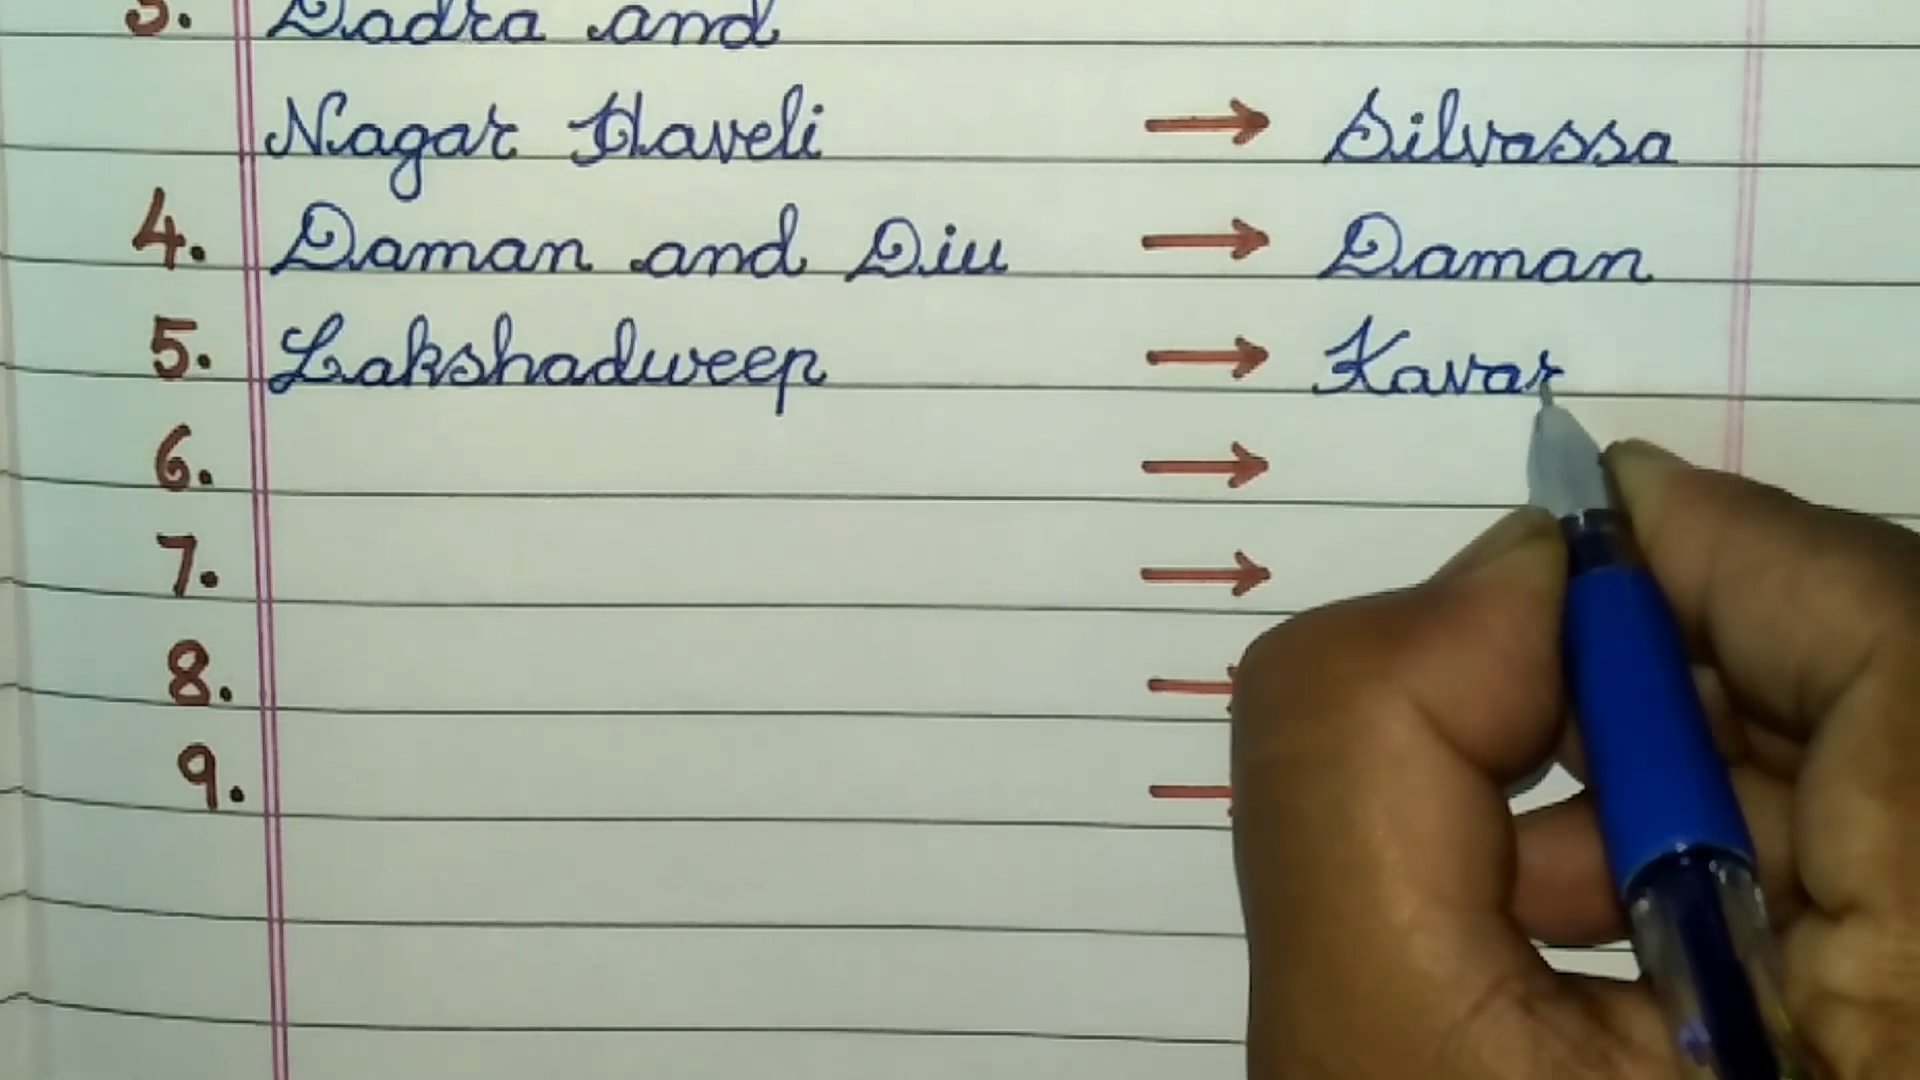 3. Dadra and
Nagar Haveli → Silvassa
4. Daman and Diu → Daman
5. Lakshadweep → Kavar
6. →
7. →
8. →
9. →